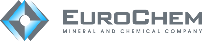 EUROCHEM
MINERAL AND CHEMICAL COMPANY